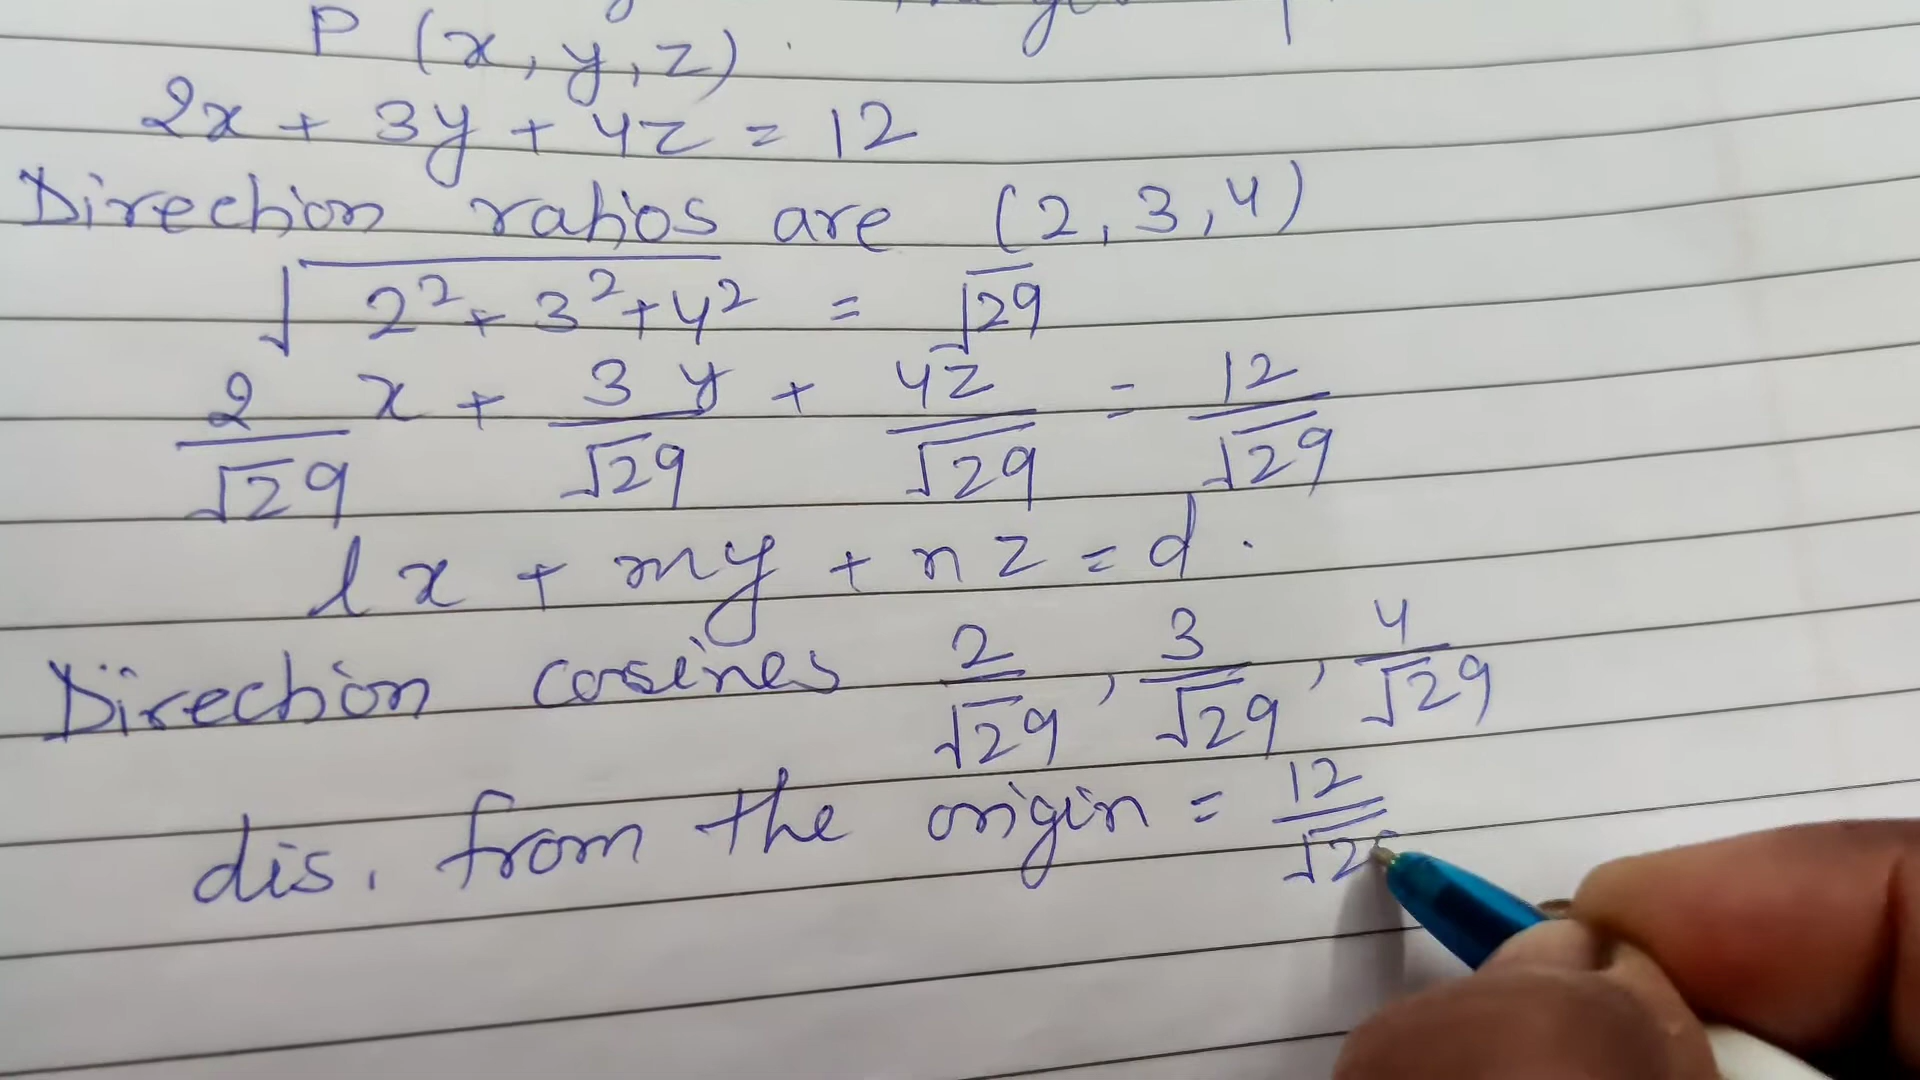 P (x, y, z).
2x + 3y + 4z = 12
Direction ratios are (2, 3, 4)
√2² + 3² + 4² = √29
2/√29 x + 3y/√29 + 4z/√29 = 12/√29
lx + my + nz = d.
Direction cosines 2/√29, 3/√29, 4/√29
dis. from the origin = 12/√2